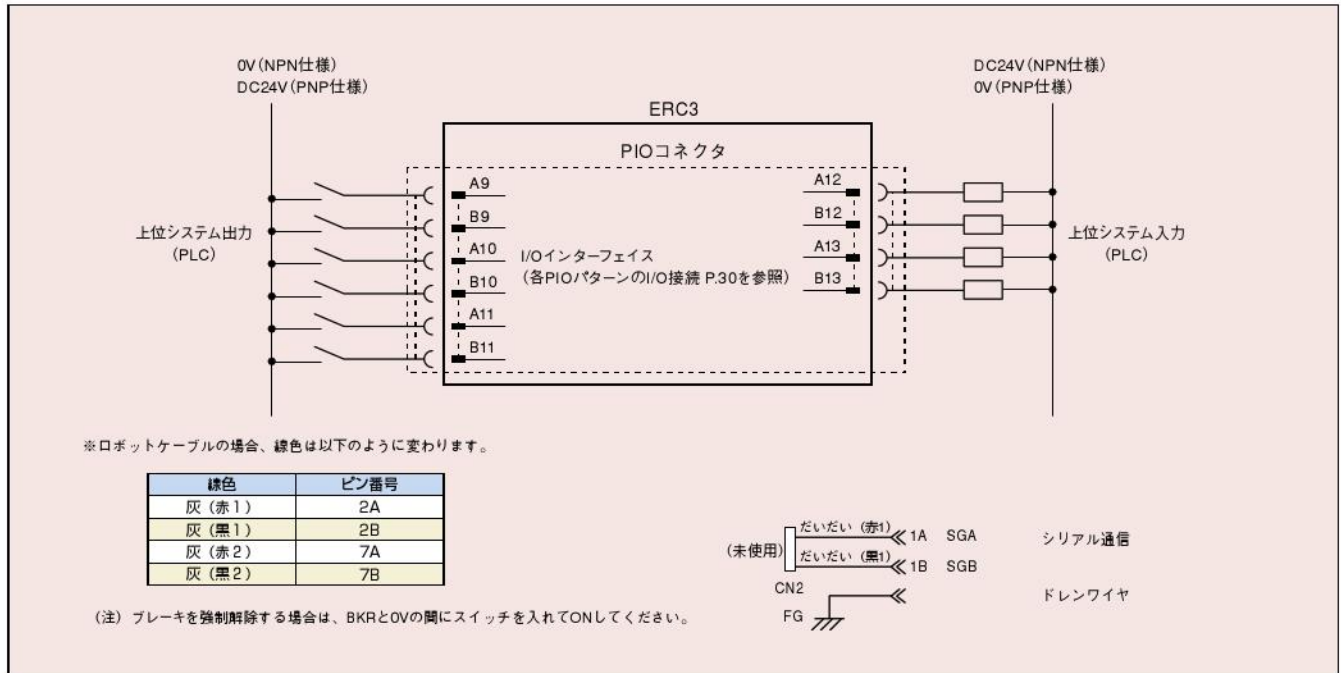 0V(NPN仕様)
DC24V(PNP仕様)
DC24V(NPN仕様)
0V(PNP仕様)
ERC3
PIOコネクタ
A9
B9
A10
B10
A11
B11
A12
B12
A13
B13
上位システム出力
(PLC)
I/Oインターフェイス
(各PIOパターンのI/O接続 P.30を参照)
上位システム入力
(PLC)
※ロボットケーブルの場合、線色は以下のように変わります。
線色 ピン番号
灰(赤1) 2A
灰(黒1) 2B
灰(赤2) 7A
灰(黒2) 7B
(注)ブレーキを強制解除する場合は、BKRと0Vの間にスイッチを入れてONしてください。
(未使用)
だいだい(赤1) 1A SGA シリアル通信
だいだい(黒1) 1B SGB
CN2
ドレンワイヤ
FG